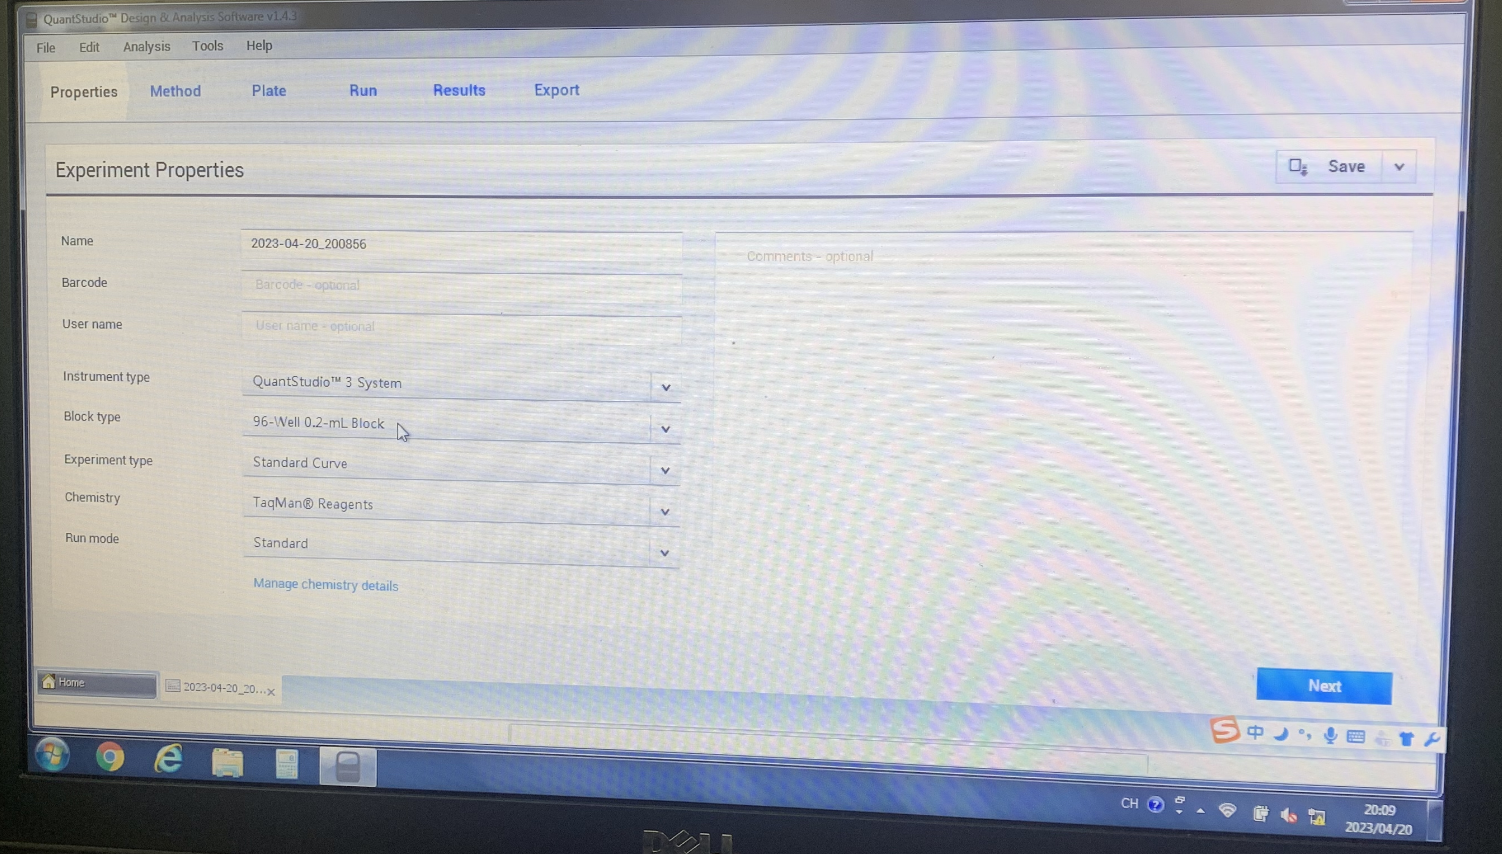 QuantStudio™ Design & Analysis Software v1.4.3
File Edit Analysis Tools Help
Properties Method Plate Run Results Export
Experiment Properties
Save
Name 2023-04-20_200856
Comments - optional
Barcode Barcode - optional
User name User name - optional
Instrument type QuantStudio™ 3 System
Block type 96-Well 0.2-mL Block
Experiment type Standard Curve
Chemistry TaqMan® Reagents
Run mode Standard
Manage chemistry details
Home 2023-04-20_20...
Next
S 中
CH 20:09
2023/04/20
DELL